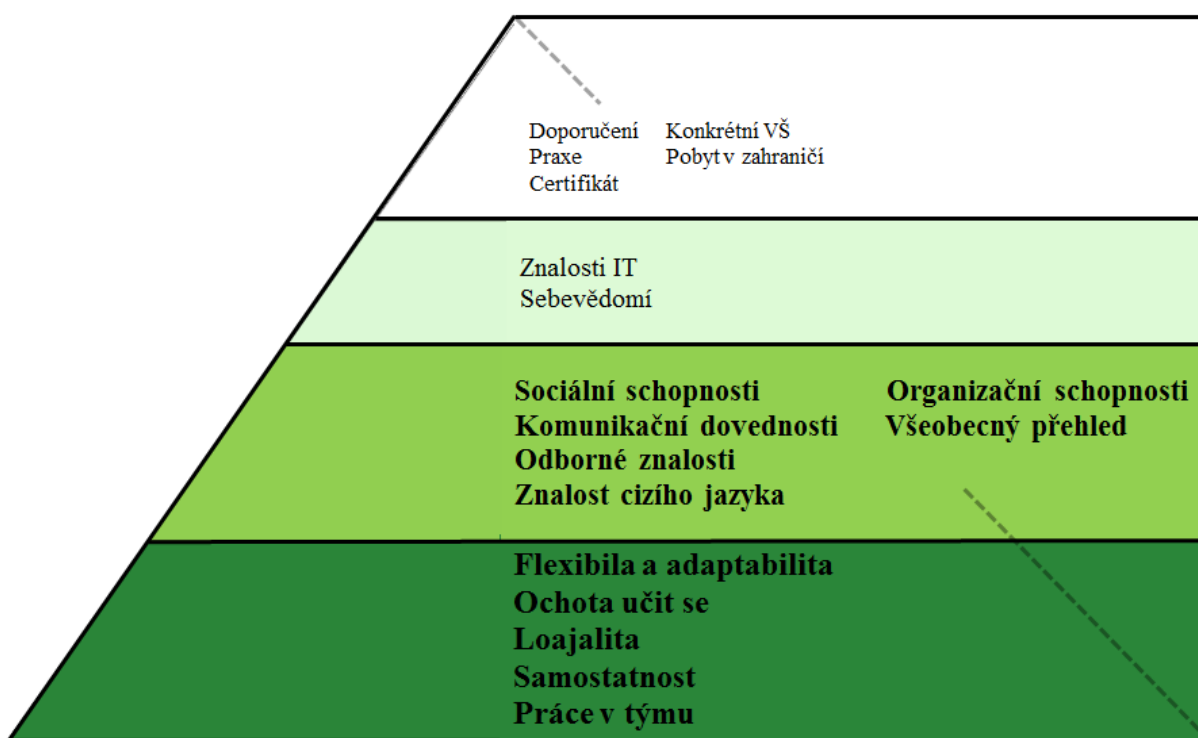 Doporučení Konkrétní VŠ
Praxe Pobyt v zahraničí
Certifikát
Znalosti IT
Sebevědomí
Sociální schopnosti Organizační schopnosti
Komunikační dovednosti Všeobecný přehled
Odborné znalosti
Znalost cizího jazyka
Flexibila a adaptabilita
Ochota učit se
Loajalita
Samostatnost
Práce v týmu